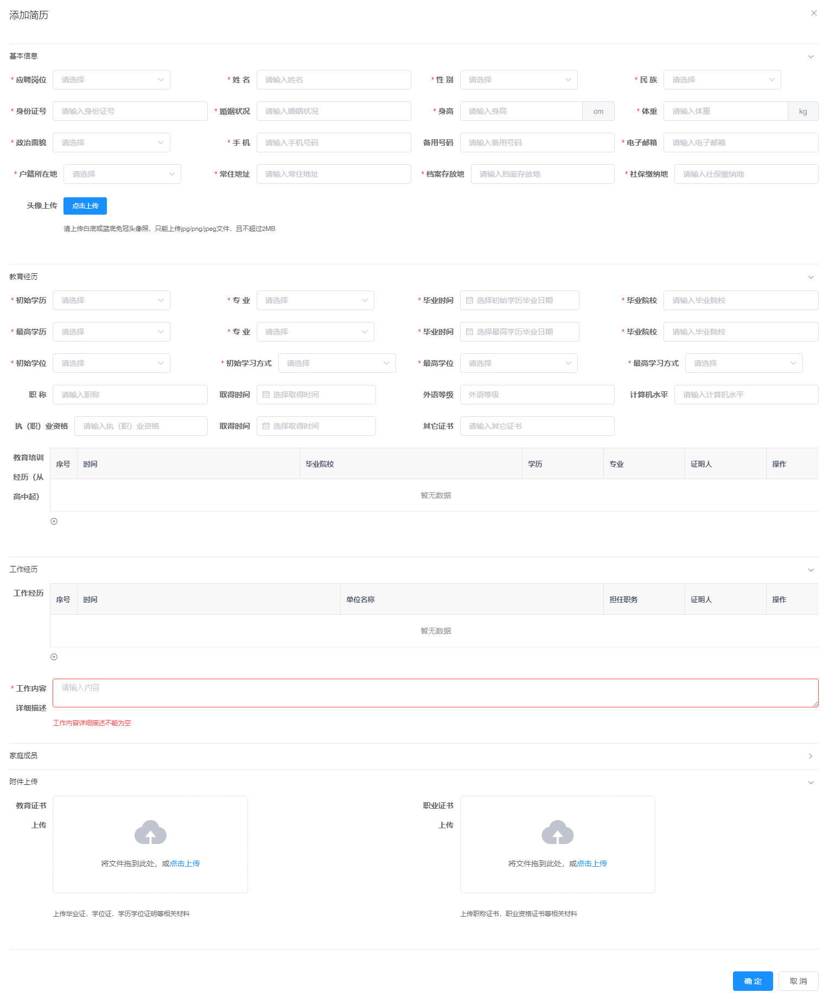 添加简历
基本信息
* 应聘岗位 请选择 * 姓 名 请输入姓名 * 性 别 请选择 * 民 族 请选择
* 身份证号 请输入身份证号 * 婚姻状况 请输入婚姻状况 * 身高 请输入身高 cm * 体重 请输入体重 kg
* 政治面貌 请选择 * 手 机 请输入手机号码 备用号码 请输入备用号码 * 电子邮箱 请输入电子邮箱
* 户籍所在地 请选择 * 常住地址 请输入常住地址 * 档案存放地 请输入档案存放地 * 社保缴纳地 请输入社保缴纳地
头像上传 点击上传
请上传白底或蓝底免冠头像照，只能上传jpg/png/jpeg文件，且不超过2MB
教育经历
* 初始学历 请选择 * 专 业 请选择 * 毕业时间 选择初始学历毕业日期 * 毕业院校 请输入毕业院校
* 最高学历 请选择 * 专 业 请选择 * 毕业时间 选择最高学历毕业日期 * 毕业院校 请输入毕业院校
* 初始学位 请选择 * 初始学习方式 请选择 * 最高学位 请选择 * 最高学习方式 请选择
职 称 请输入职称 取得时间 选择取得时间 外语等级 外语等级 计算机水平 请输入计算机水平
执（职）业资格 请输入执（职）业资格 取得时间 选择取得时间 其它证书 请输入其它证书
教育培训
经历（从
高中起）
序号 时间 毕业院校 学历 专业 证明人 操作
暂无数据
工作经历
工作经历
序号 时间 单位名称 担任职务 证明人 操作
暂无数据
* 工作内容
详细描述
请输入内容
工作内容详细描述不能为空
家庭成员
附件上传
教育证书
上传
将文件拖到此处，或点击上传
上传毕业证，学位证，学历学位证明等相关材料
职业证书
上传
将文件拖到此处，或点击上传
上传职称证书，职业资格证书等相关材料
确 定 取 消